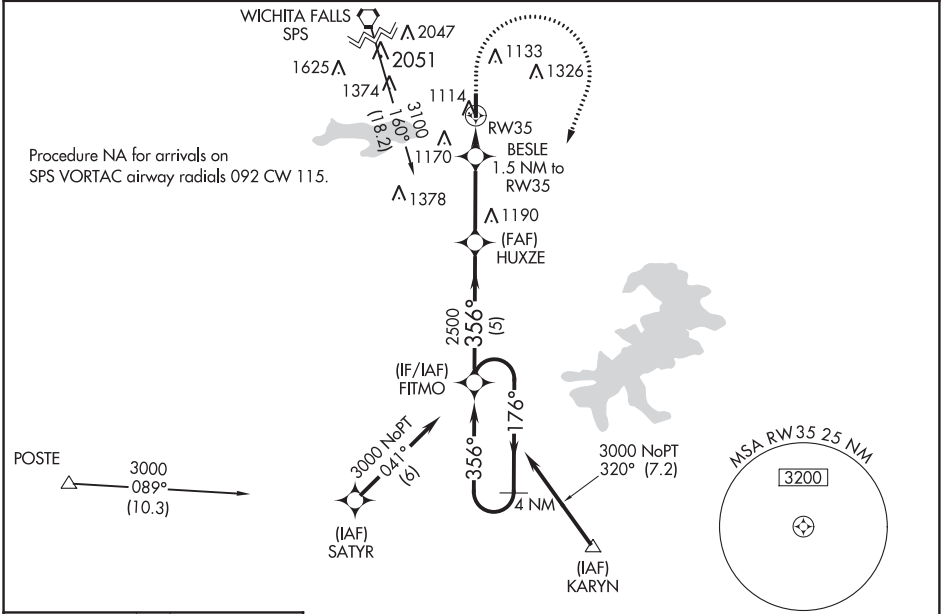 WICHITA FALLS
SPS
2047
2051
1625
1374
3100
160°
(18.2)
1133
1326
1114
RW35
1170
BESLE
1.5 NM to
RW35
Procedure NA for arrivals on
SPS VORTAC airway radials 092 CW 115.
1378
1190
(FAF)
HUXZE
2500
356°
(5)
(IF/IAF)
FITMO
176°
356°
4 NM
3000 NoPT
041°
(6)
3000 NoPT
320° (7.2)
POSTE
3000
089°
(10.3)
(IAF)
SATYR
(IAF)
KARYN
MSA RW35 25 NM
3200